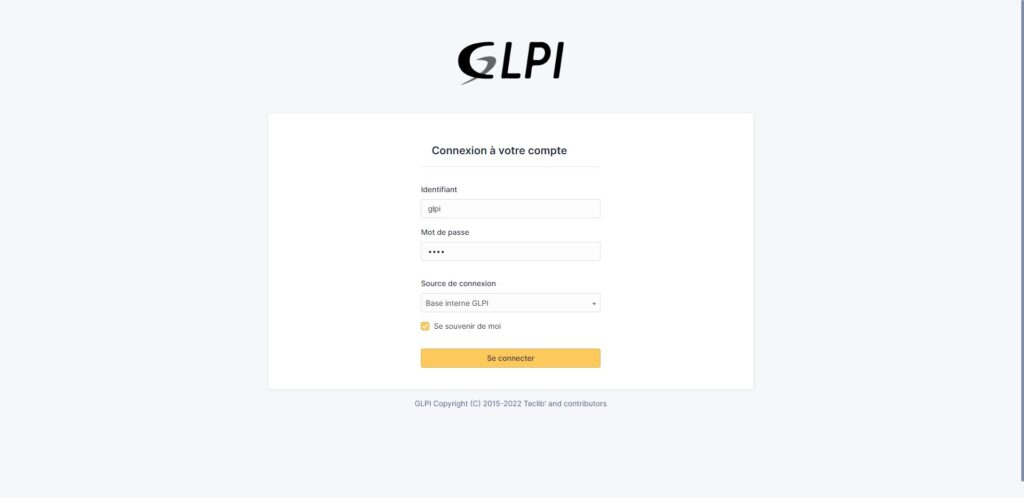 GLPI
Connexion à votre compte
Identifiant
glpi
Mot de passe
••••
Source de connexion
Base interne GLPI
Se souvenir de moi
Se connecter
GLPI Copyright (C) 2015-2022 Teclib' and contributors